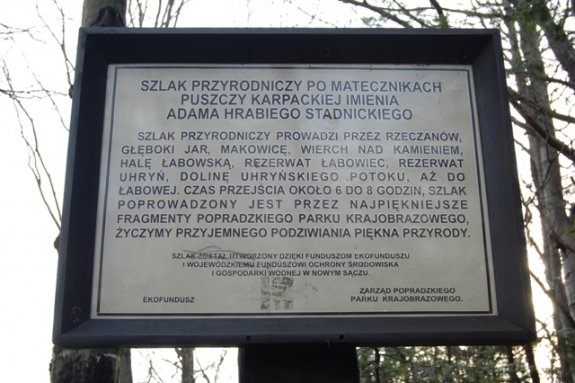 SZLAK PRZYRODNICZY PO MATECZNIKACH
PUSZCZY KARPACKIEJ IMIENIA
ADAMA HRABIEGO STADNICKIEGO
SZLAK PRZYRODNICZY PROWADZI PRZEZ RZECZANÓW,
GŁĘBOKI JAR, MAKOWICĘ, WIERCH NAD KAMIENIEM,
HALĘ ŁABOWSKĄ, REZERWAT ŁABOWIEC, REZERWAT
UHRYŃ, DOLINĘ UHRYŃSKIEGO POTOKU, AŻ DO
ŁABOWEJ. CZAS PRZEJŚCIA OKOŁO 6 DO 8 GODZIN, SZLAK
POPROWADZONY JEST PRZEZ NAJPIĘKNIEJSZE
FRAGMENTY POPRADZKIEGO PARKU KRAJOBRAZOWEGO,
ŻYCZYMY PRZYJEMNEGO PODZIWIANIA PIĘKNA PRZYRODY.
SZLAK ZOSTAŁ UTWORZONY DZIĘKI FUNDUSZOM EKOFUNDUSZU
I WOJEWÓDZKIEMU FUNDUSZOWI OCHRONY ŚRODOWISKA
I GOSPODARKI WODNEJ W NOWYM SĄCZU.
EKOFUNDUSZ
ZARZĄD POPRADZKIEGO
PARKU KRAJOBRAZOWEGO.